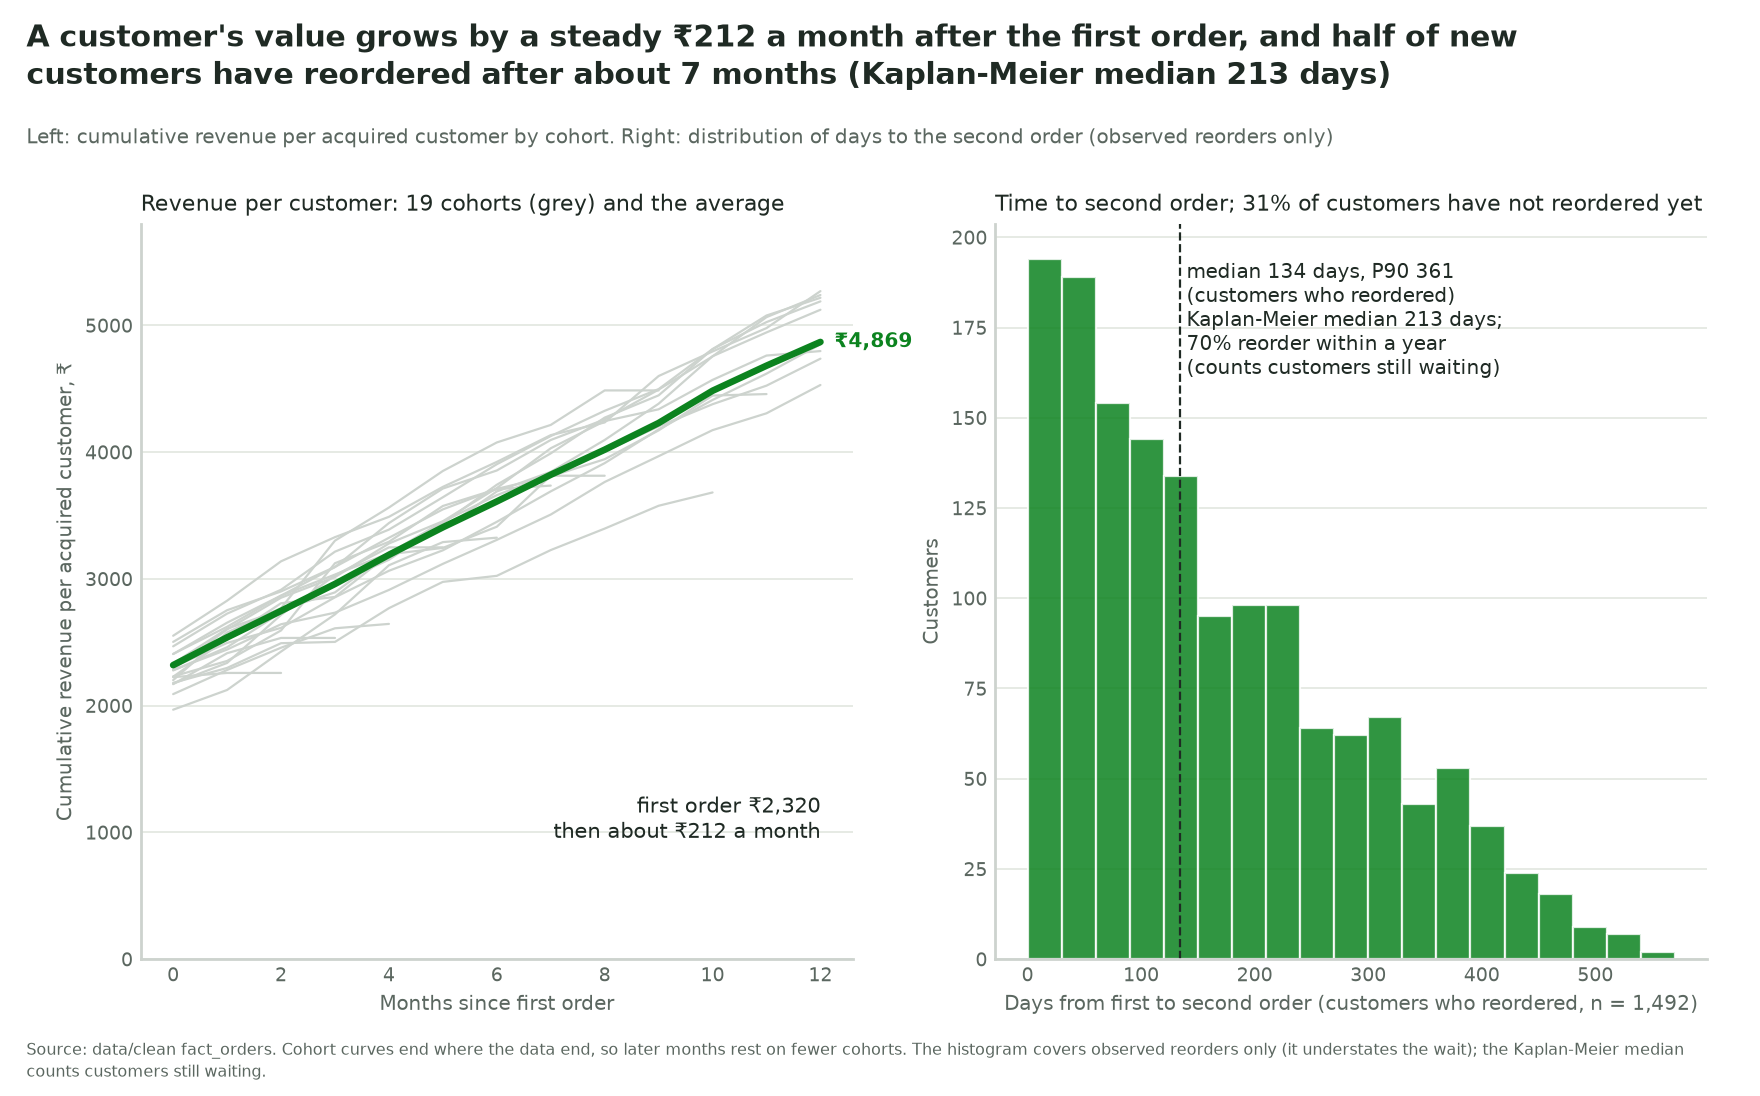 A customer's value grows by a steady ₹212 a month after the first order, and half of new
customers have reordered after about 7 months (Kaplan-Meier median 213 days)
Left: cumulative revenue per acquired customer by cohort. Right: distribution of days to the second order (observed reorders only)
Revenue per customer: 19 cohorts (grey) and the average
Cumulative revenue per acquired customer, ₹
5000
4000
3000
2000
1000
0
₹4,869
first order ₹2,320
then about ₹212 a month
0 2 4 6 8 10 12
Months since first order
Time to second order; 31% of customers have not reordered yet
Customers
200
175
150
125
100
75
50
25
0
median 134 days, P90 361
(customers who reordered)
Kaplan-Meier median 213 days;
70% reorder within a year
(counts customers still waiting)
0 100 200 300 400 500
Days from first to second order (customers who reordered, n = 1,492)
Source: data/clean fact_orders. Cohort curves end where the data end, so later months rest on fewer cohorts. The histogram covers observed reorders only (it understates the wait); the Kaplan-Meier median
counts customers still waiting.